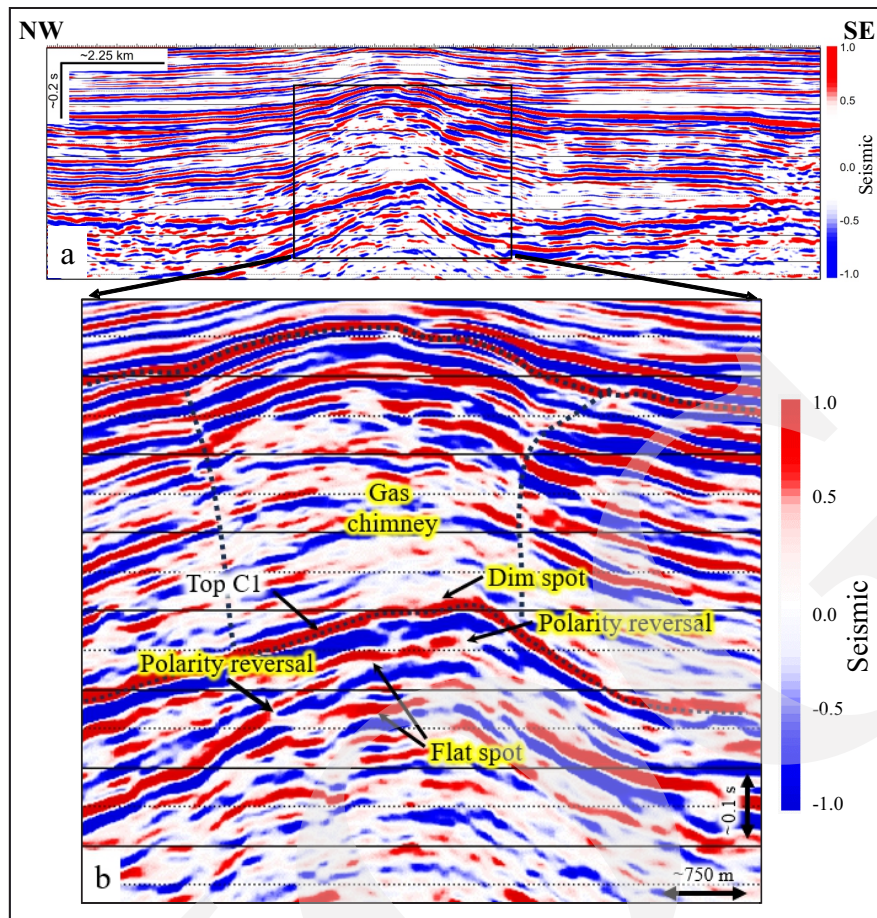 NW
SE
~2.25 km
~0.2 s
1.0
0.5
0.0
-0.5
-1.0
Seismic
a
Gas
chimney
Top C1
Dim spot
Polarity reversal
Polarity reversal
Flat spot
1.0
0.5
0.0
-0.5
-1.0
Seismic
~0.1 s
~750 m
b